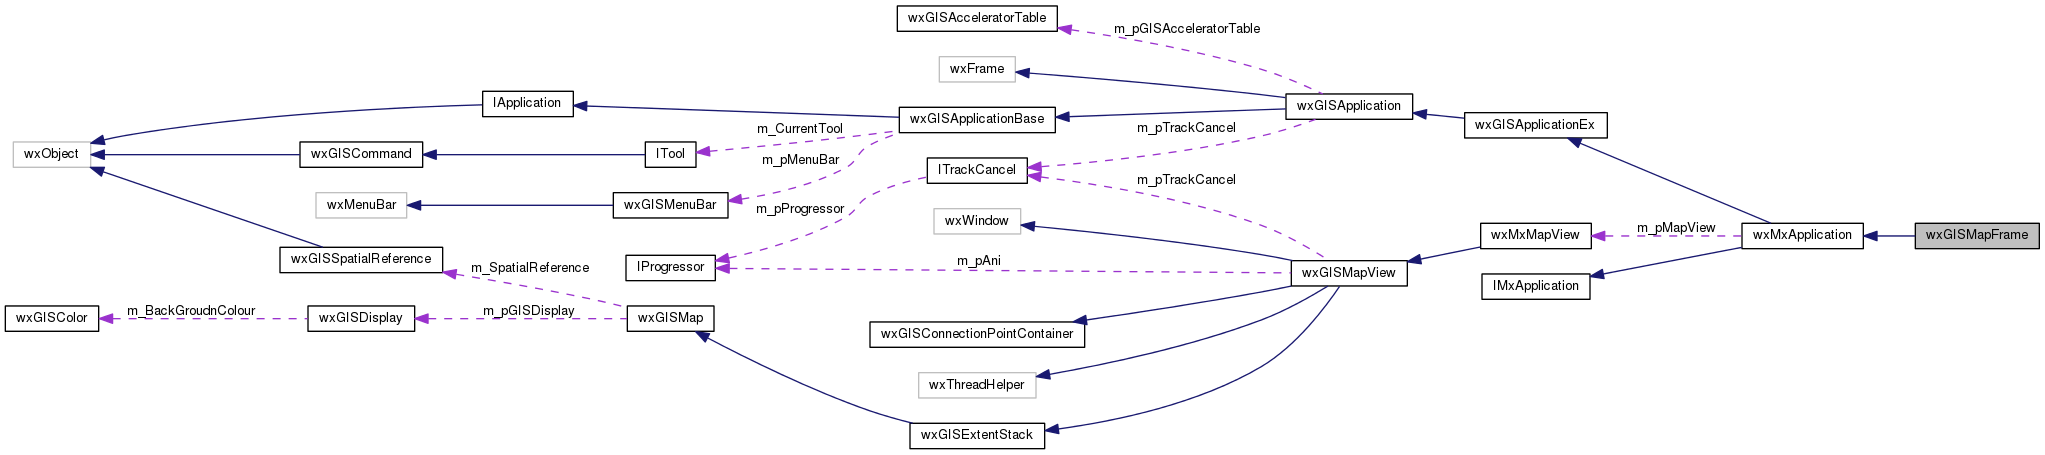 wxGISAcceleratorTable
m_pGISAcceleratorTable
wxFrame
IApplication
wxGISApplication
wxGISApplicationBase
wxGISApplicationEx
m_CurrentTool
m_pTrackCancel
wxObject
wxGISCommand
ITool
m_pMenuBar
ITrackCancel
m_pTrackCancel
wxMenuBar
wxGISMenuBar
m_pProgressor
wxWindow
wxMxMapView
m_pMapView
wxMxApplication
wxGISMapFrame
wxGISSpatialReference
m_SpatialReference
IProgressor
m_pAni
wxGISMapView
IMxApplication
wxGISColor
m_BackGroudnColour
wxGISDisplay
m_pGISDisplay
wxGISMap
wxGISConnectionPointContainer
wxThreadHelper
wxGISExtentStack